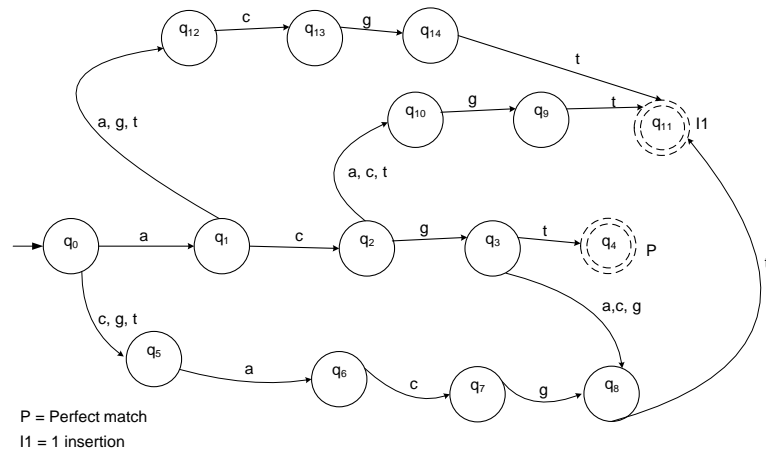 q12
c
q13
g
q14
t
a, g, t
q10
g
q9
t
q11
I1
a, c, t
q0
a
q1
c
q2
g
q3
t
q4
P
c, g, t
a,c, g
q5
a
q6
c
q7
g
q8
P = Perfect match
I1 = 1 insertion